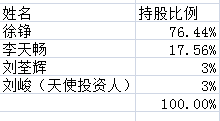 姓名 持股比例
徐铮 76.44%
李天畅 17.56%
刘荃辉 3%
刘峻（天使投资人） 3%
100.00%